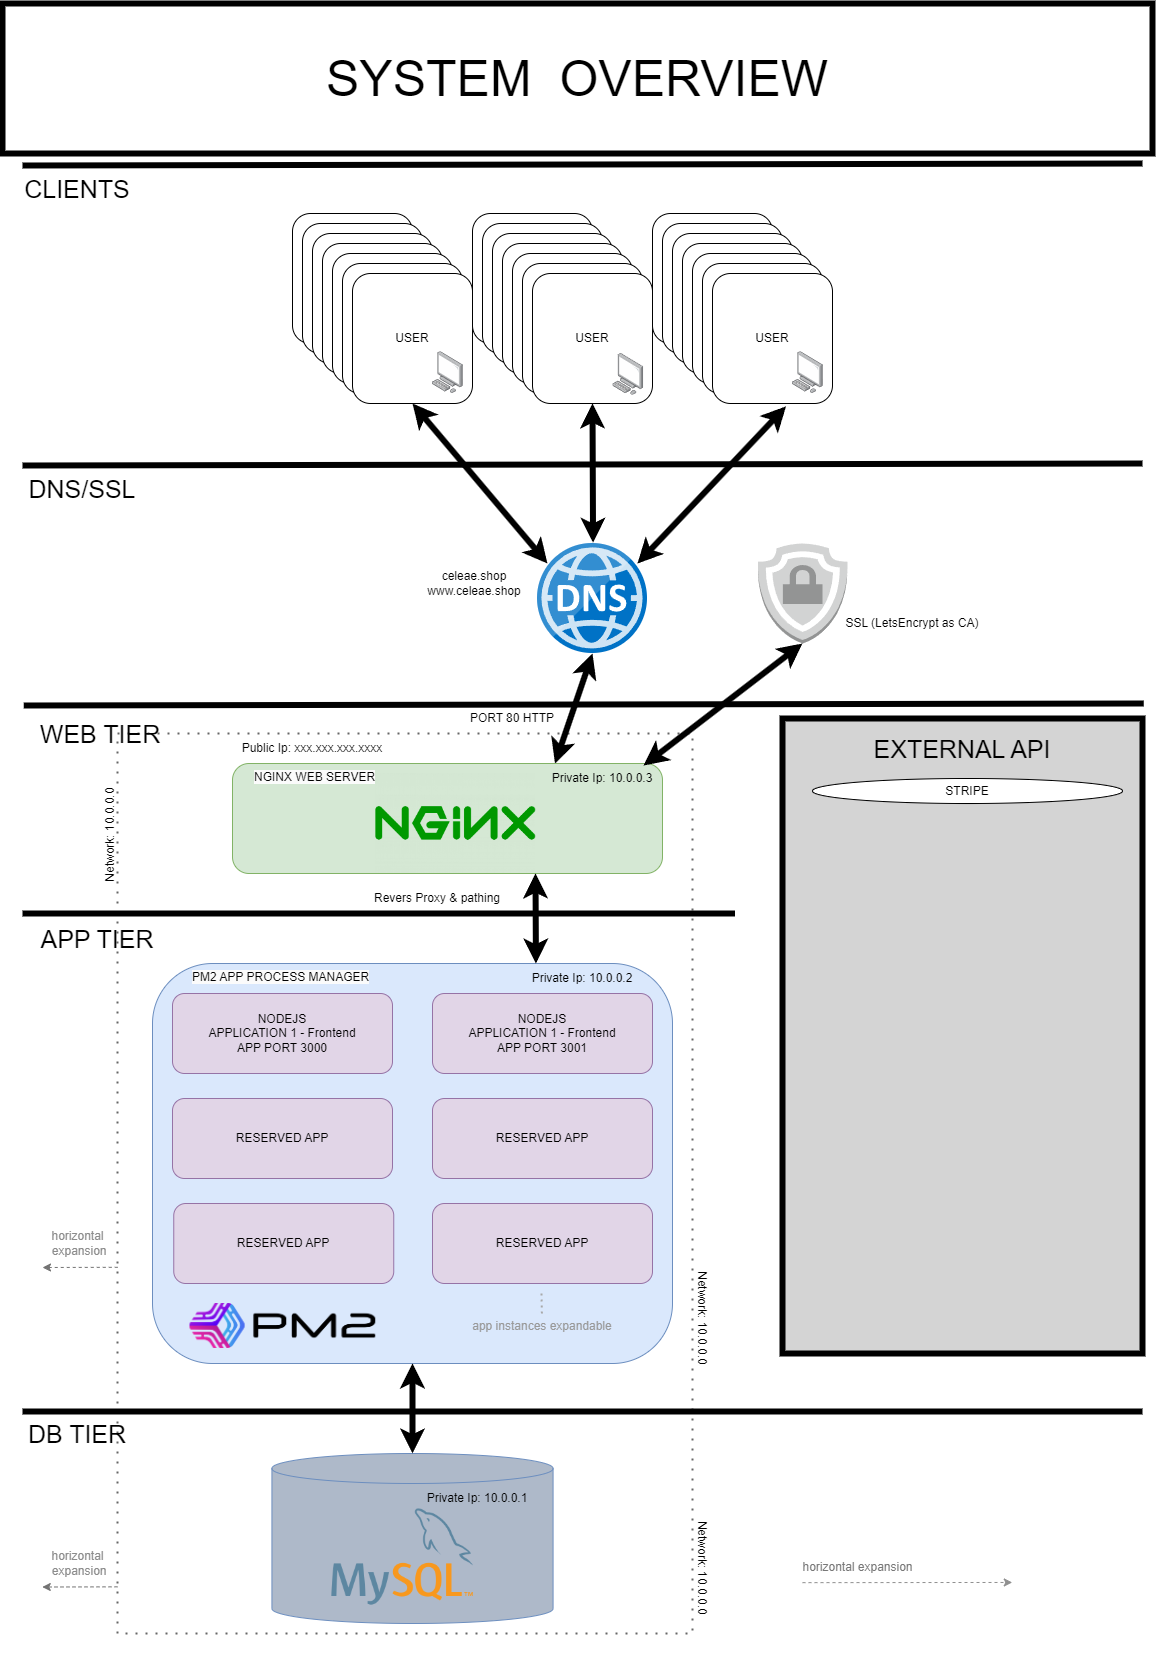 SYSTEM OVERVIEW
CLIENTS
USER
USER
USER
DNS/SSL
celeae.shop
www.celeae.shop
DNS
SSL (LetsEncrypt as CA)
WEB TIER
PORT 80 HTTP
Public Ip: xxx.xxx.xxx.xxxx
NGINX WEB SERVER
Private Ip: 10.0.0.3
NGINX
Network: 10.0.0.0
EXTERNAL API
STRIPE
Revers Proxy & pathing
APP TIER
PM2 APP PROCESS MANAGER
Private Ip: 10.0.0.2
NODEJS
APPLICATION 1 - Frontend
APP PORT 3000
NODEJS
APPLICATION 1 - Frontend
APP PORT 3001
RESERVED APP
RESERVED APP
RESERVED APP
RESERVED APP
horizontal
expansion
Network: 10.0.0.0
PM2
app instances expandable
DB TIER
Private Ip: 10.0.0.1
MySQL™
Network: 10.0.0.0
horizontal
expansion
horizontal expansion